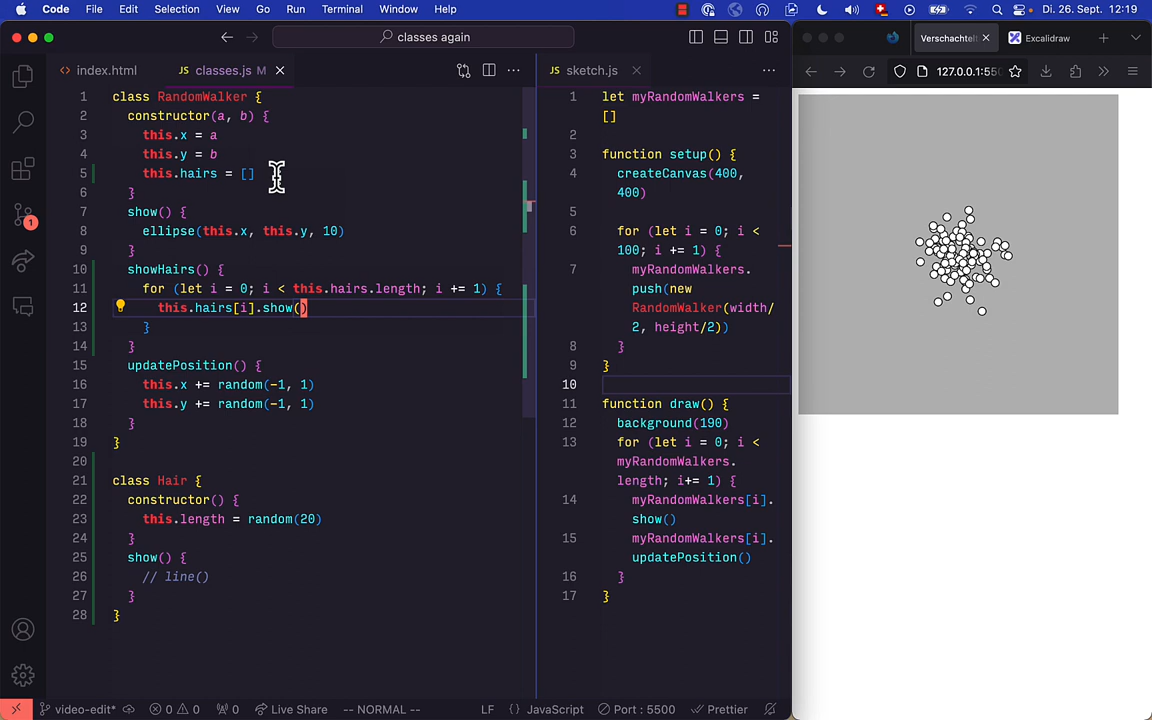 Code File Edit Selection View Go Run Terminal Window Help Di. 26. Sept. 12:19
classes again
Verschachtel
Excalidraw
127.0.0.1:550
index.html
JS classes.js M
JS sketch.js
1 class RandomWalker {
2 constructor(a, b) {
3 this.x = a
4 this.y = b
5 this.hairs = []
6 }
7 show() {
8 ellipse(this.x, this.y, 10)
9 }
10 showHairs() {
11 for (let i = 0; i < this.hairs.length; i += 1) {
12 this.hairs[i].show()
13 }
14 }
15 updatePosition() {
16 this.x += random(-1, 1)
17 this.y += random(-1, 1)
18 }
19 }
20
21 class Hair {
22 constructor() {
23 this.length = random(20)
24 }
25 show() {
26 // line()
27 }
28 }
1 let myRandomWalkers =
[]
2
3 function setup() {
4 createCanvas(400,
400)
5
6 for (let i = 0; i <
100; i += 1) {
7 myRandomWalkers.
push(new
RandomWalker(width/
2, height/2))
8 }
9 }
10
11 function draw() {
12 background(190)
13 for (let i = 0; i <
myRandomWalkers.
length; i+= 1) {
14 myRandomWalkers[i].
show()
15 myRandomWalkers[i].
updatePosition()
16 }
17 }
1
video-edit* 0 0 0 Live Share -- NORMAL -- LF {} JavaScript Port : 5500 Prettier